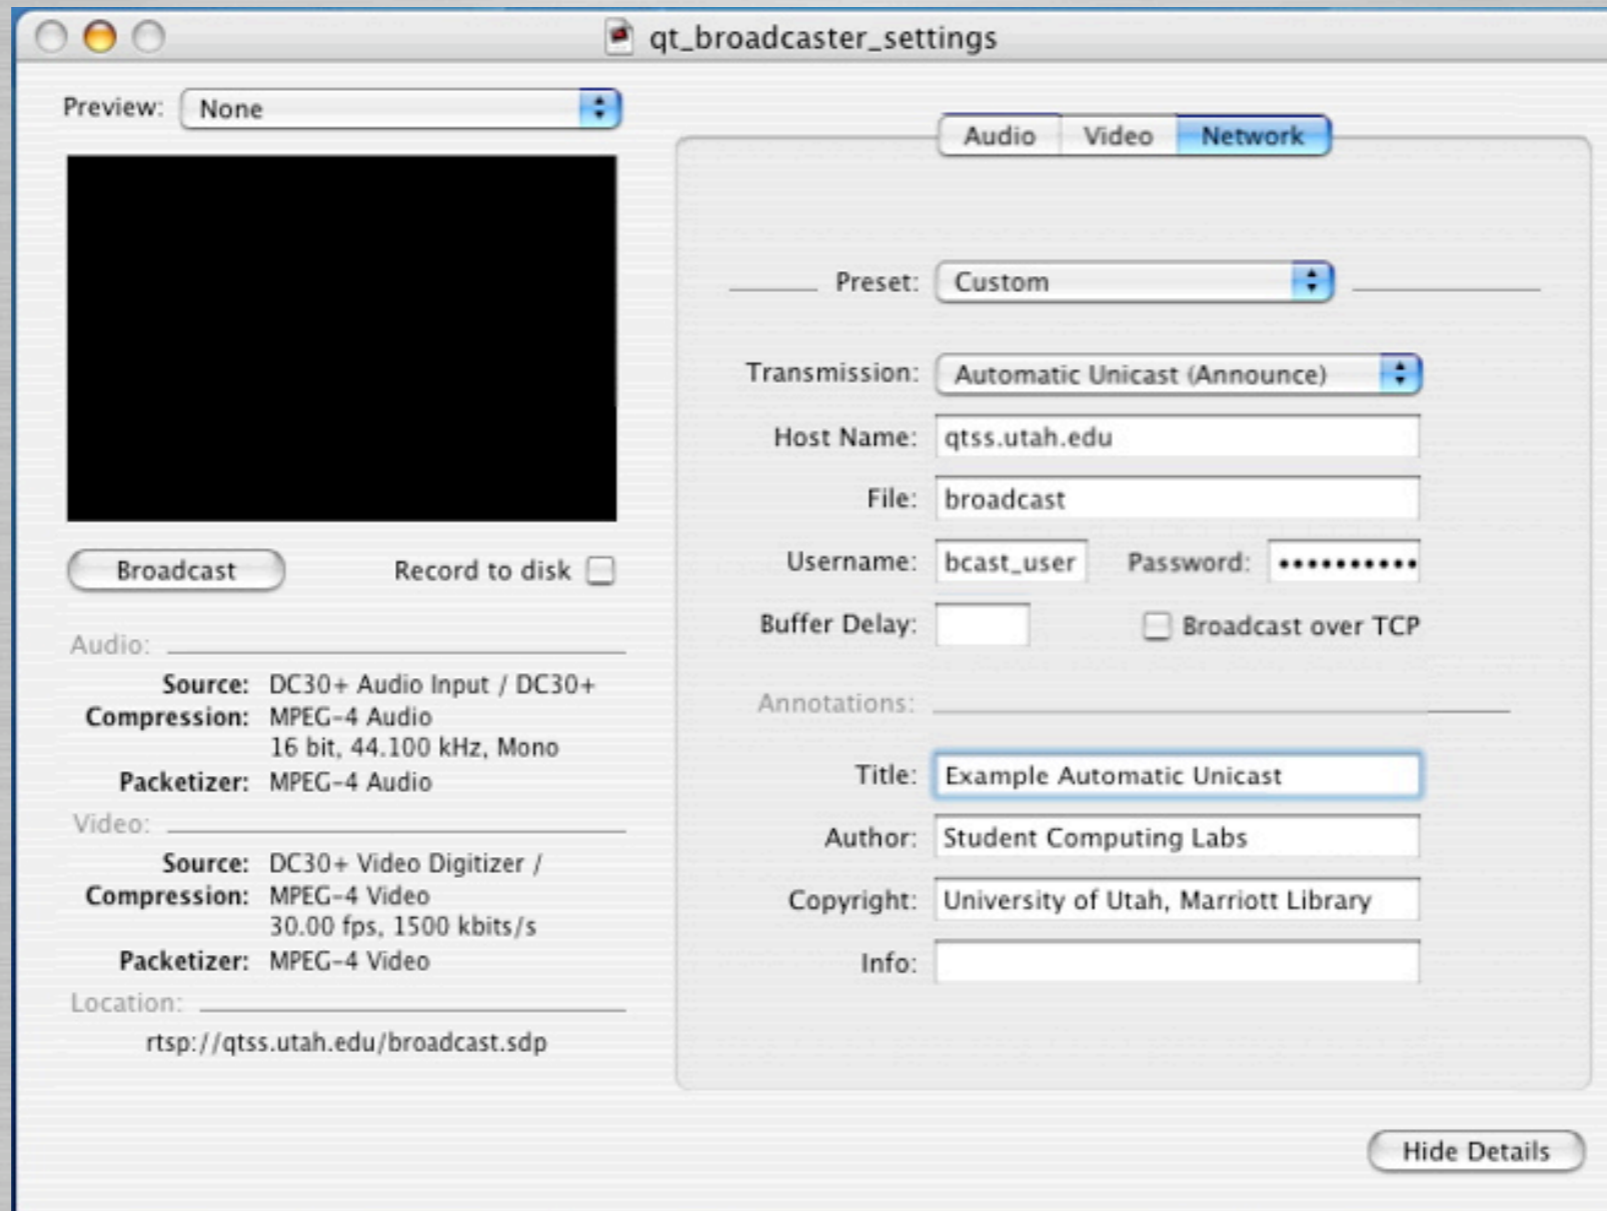 qt_broadcaster_settings
Preview: None
Broadcast Record to disk
Audio:
Source: DC30+ Audio Input / DC30+
Compression: MPEG-4 Audio
16 bit, 44.100 kHz, Mono
Packetizer: MPEG-4 Audio
Video:
Source: DC30+ Video Digitizer /
Compression: MPEG-4 Video
30.00 fps, 1500 kbits/s
Packetizer: MPEG-4 Video
Location:
rtsp://qtss.utah.edu/broadcast.sdp
Audio Video Network
Preset: Custom
Transmission: Automatic Unicast (Announce)
Host Name: qtss.utah.edu
File: broadcast
Username: bcast_user Password: ••••••••••
Buffer Delay: Broadcast over TCP
Annotations:
Title: Example Automatic Unicast
Author: Student Computing Labs
Copyright: University of Utah, Marriott Library
Info:
Hide Details